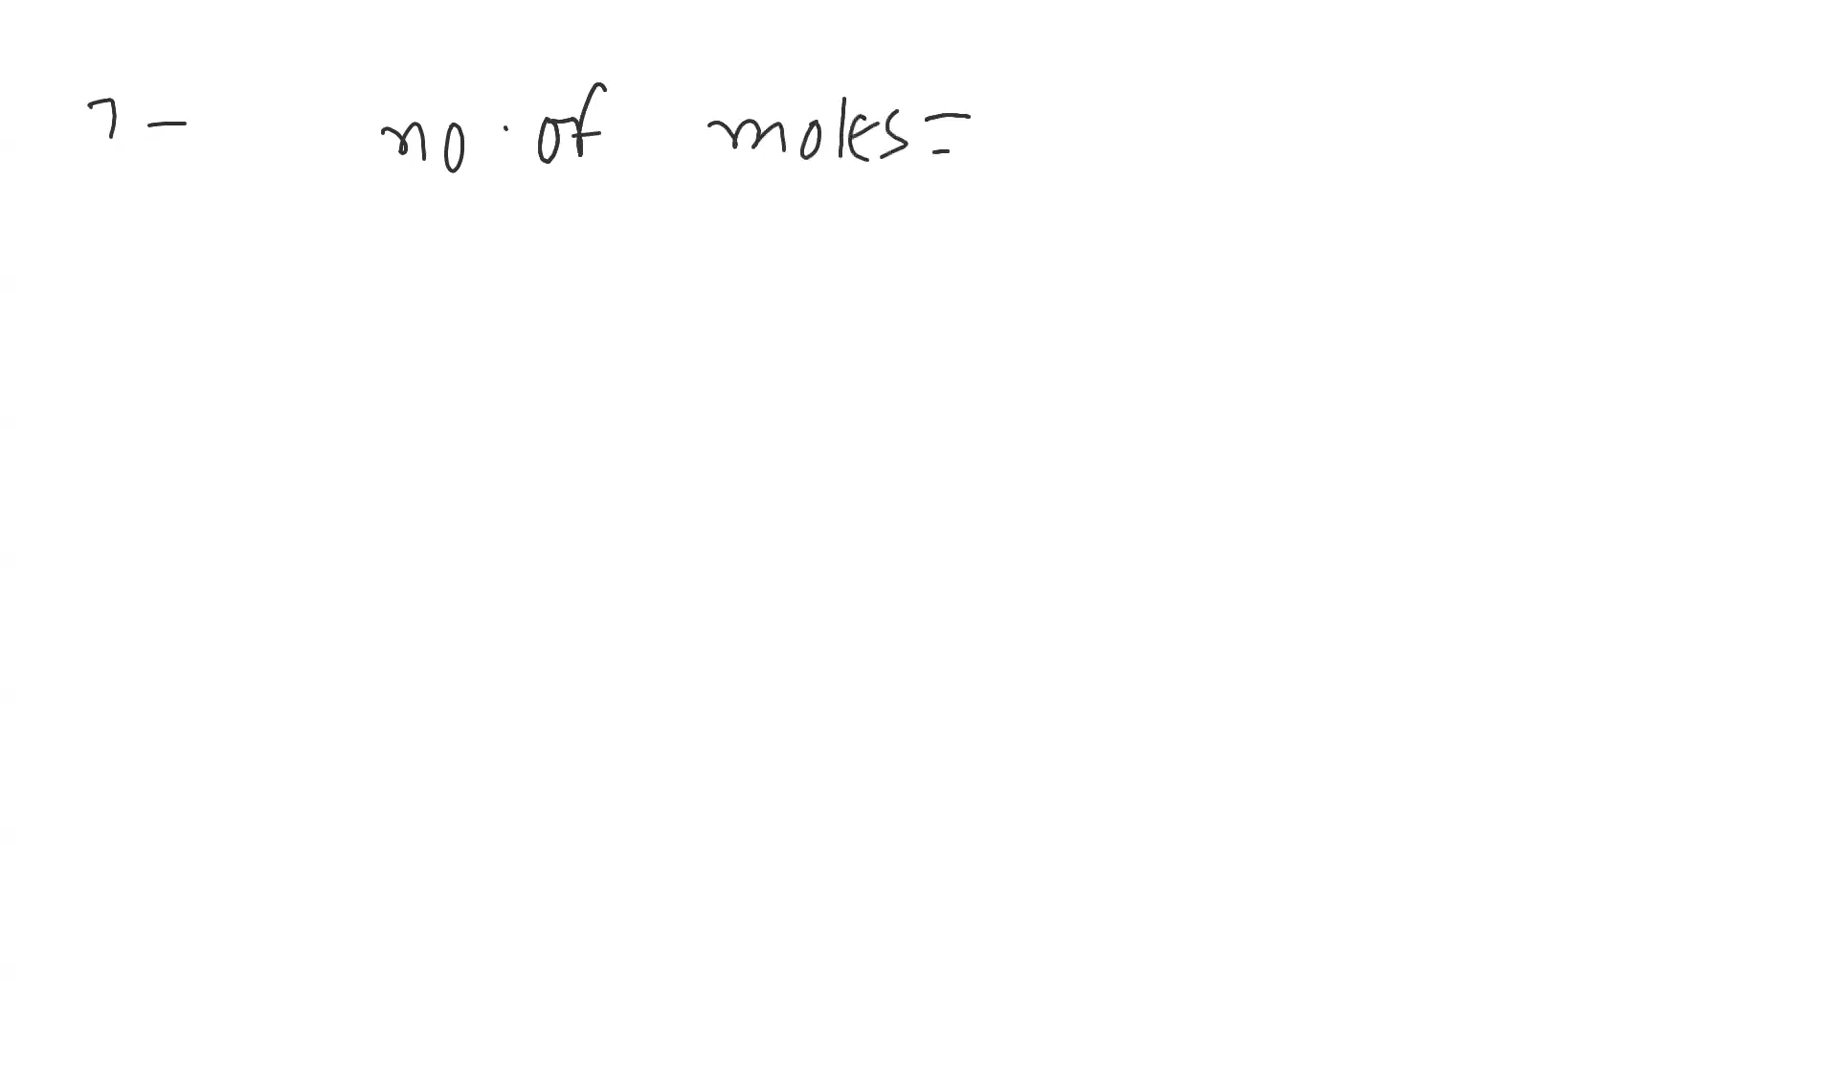 7 - no. of moles =